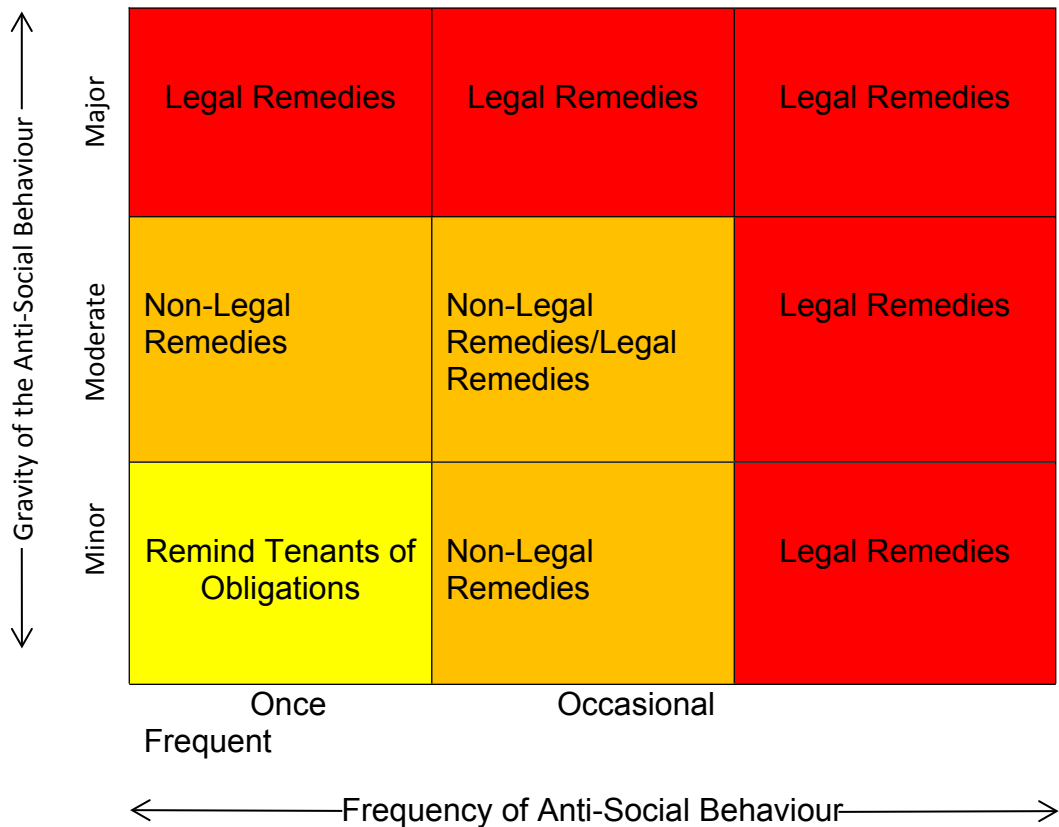 Gravity of the Anti-Social Behaviour
Major
Legal Remedies
Legal Remedies
Legal Remedies
Moderate
Non-Legal
Remedies
Non-Legal
Remedies/Legal
Remedies
Legal Remedies
Minor
Remind Tenants of
Obligations
Non-Legal
Remedies
Legal Remedies
Once
Occasional
Frequent
Frequency of Anti-Social Behaviour